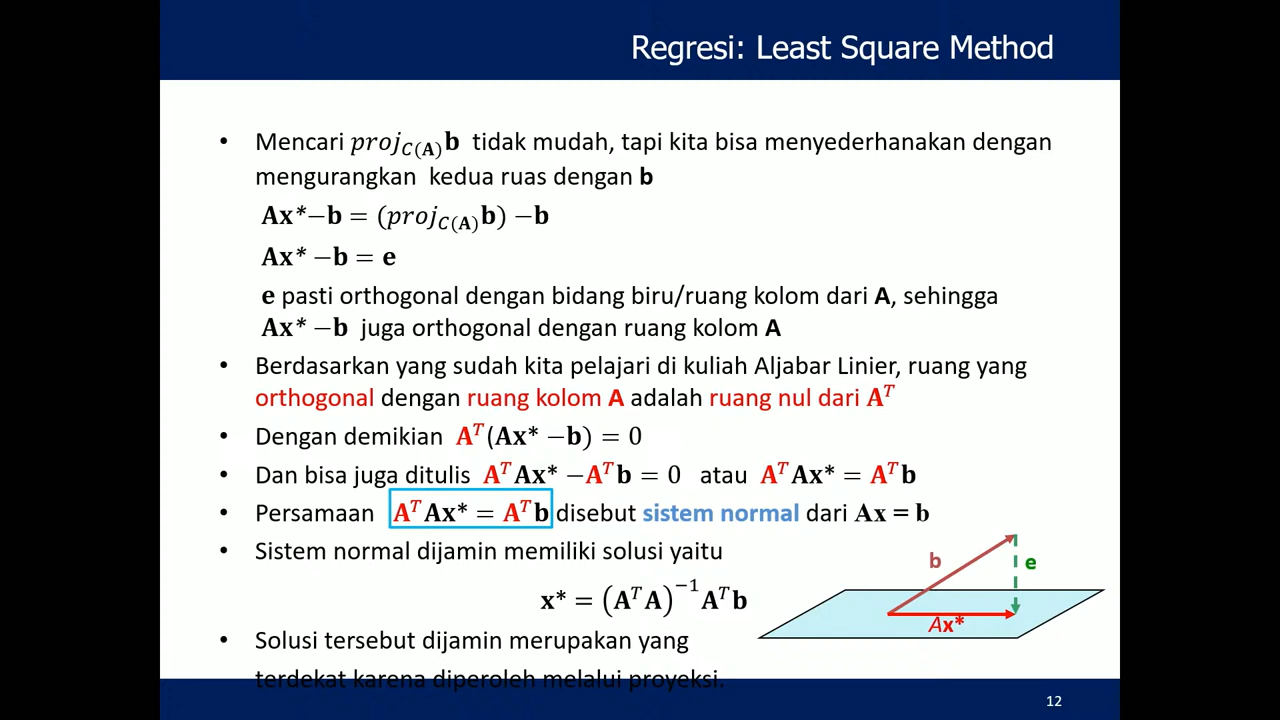 Regresi: Least Square Method
• Mencari proj_C(𝐀)𝐛 tidak mudah, tapi kita bisa menyederhanakan dengan
mengurangkan kedua ruas dengan b
𝐀𝐱*−𝐛 = (proj_C(𝐀)𝐛) −𝐛
𝐀𝐱* −𝐛 = 𝐞
e pasti orthogonal dengan bidang biru/ruang kolom dari A, sehingga
𝐀𝐱* −𝐛 juga orthogonal dengan ruang kolom A
• Berdasarkan yang sudah kita pelajari di kuliah Aljabar Linier, ruang yang
orthogonal dengan ruang kolom A adalah ruang nul dari 𝐀^T
• Dengan demikian 𝐀^T(𝐀𝐱* −𝐛) = 0
• Dan bisa juga ditulis 𝐀^T𝐀𝐱* −𝐀^T𝐛 = 0 atau 𝐀^T𝐀𝐱* = 𝐀^T𝐛
• Persamaan 𝐀^T𝐀𝐱* = 𝐀^T𝐛 disebut sistem normal dari 𝐀𝐱 = 𝐛
• Sistem normal dijamin memiliki solusi yaitu
𝐱* = (𝐀^T𝐀)^−1 𝐀^T𝐛
b
e
Ax*
• Solusi tersebut dijamin merupakan yang
terdekat karena diperoleh melalui proyeksi.
12